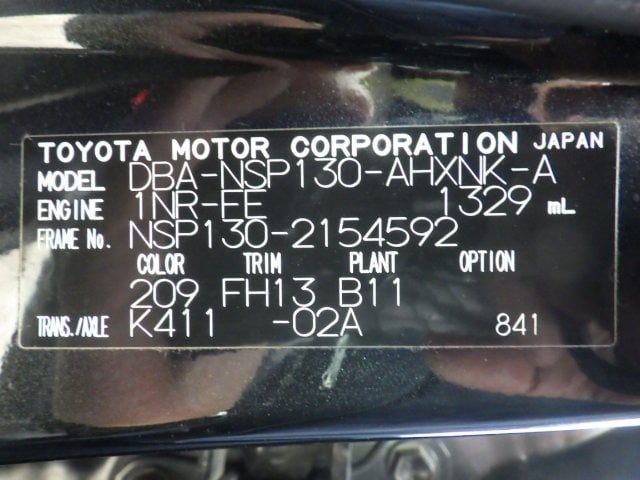 TOYOTA MOTOR CORPORATION JAPAN
MODEL DBA-NSP130-AHXNK-A
ENGINE 1NR-FE 1329 mL
FRAME No. NSP130-2154592
COLOR TRIM PLANT OPTION
209 FH13 B11
TRANS./AXLE K411 -02A 841